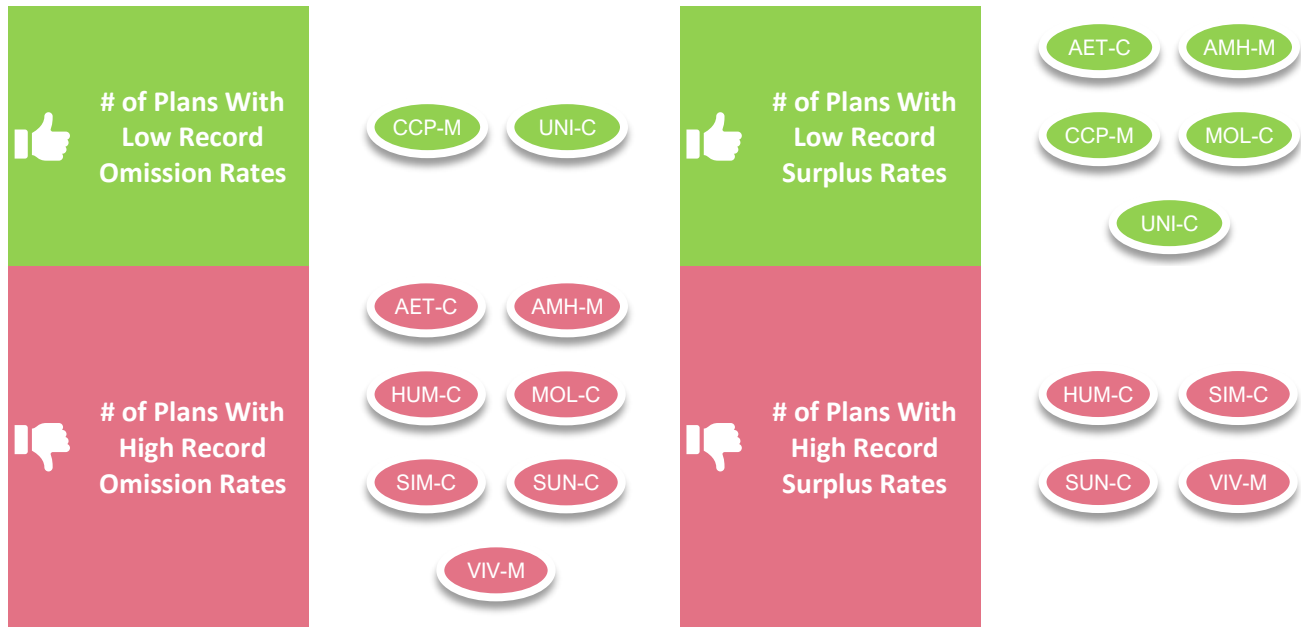 # of Plans With
Low Record
Omission Rates
CCP-M UNI-C
# of Plans With
Low Record
Surplus Rates
AET-C AMH-M
CCP-M MOL-C
UNI-C
# of Plans With
High Record
Omission Rates
AET-C AMH-M
HUM-C MOL-C
SIM-C SUN-C
VIV-M
# of Plans With
High Record
Surplus Rates
HUM-C SIM-C
SUN-C VIV-M